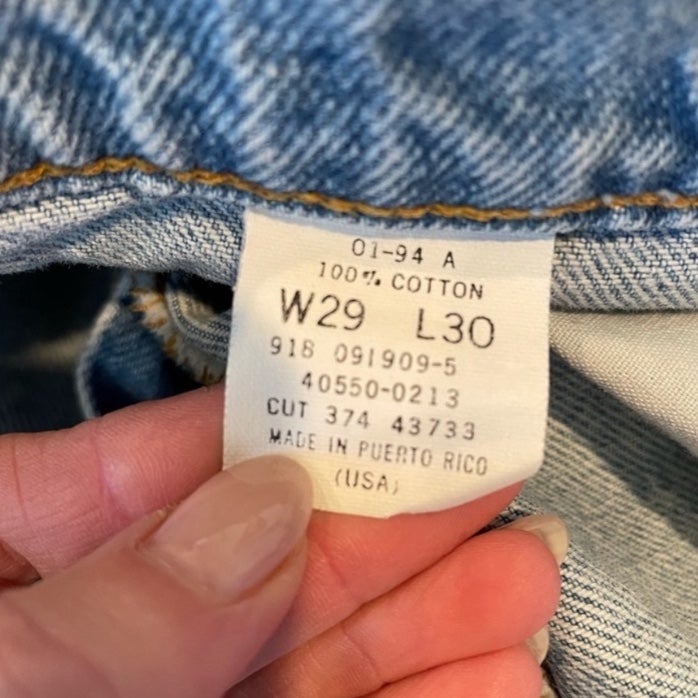 01-94 A
100% COTTON
W29 L30
918 091909-5
40550-0213
CUT 374 43733
MADE IN PUERTO RICO
(USA)